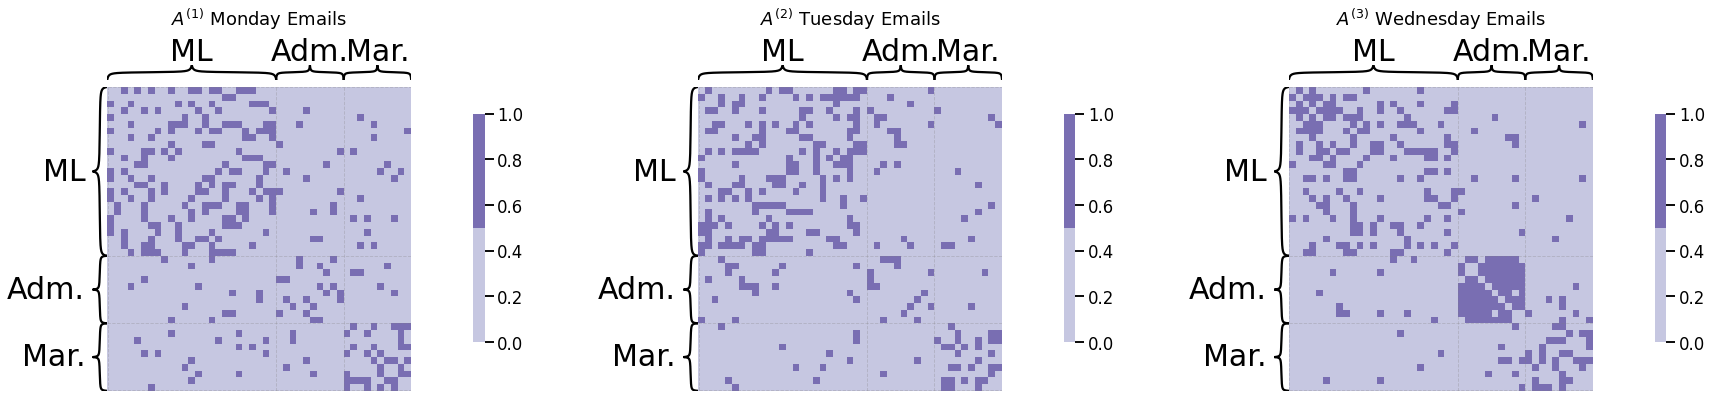 A⁽¹⁾ Monday Emails
ML Adm. Mar.
ML
Adm.
Mar.
1.0
0.8
0.6
0.4
0.2
0.0
A⁽²⁾ Tuesday Emails
ML Adm. Mar.
ML
Adm.
Mar.
1.0
0.8
0.6
0.4
0.2
0.0
A⁽³⁾ Wednesday Emails
ML Adm. Mar.
ML
Adm.
Mar.
1.0
0.8
0.6
0.4
0.2
0.0